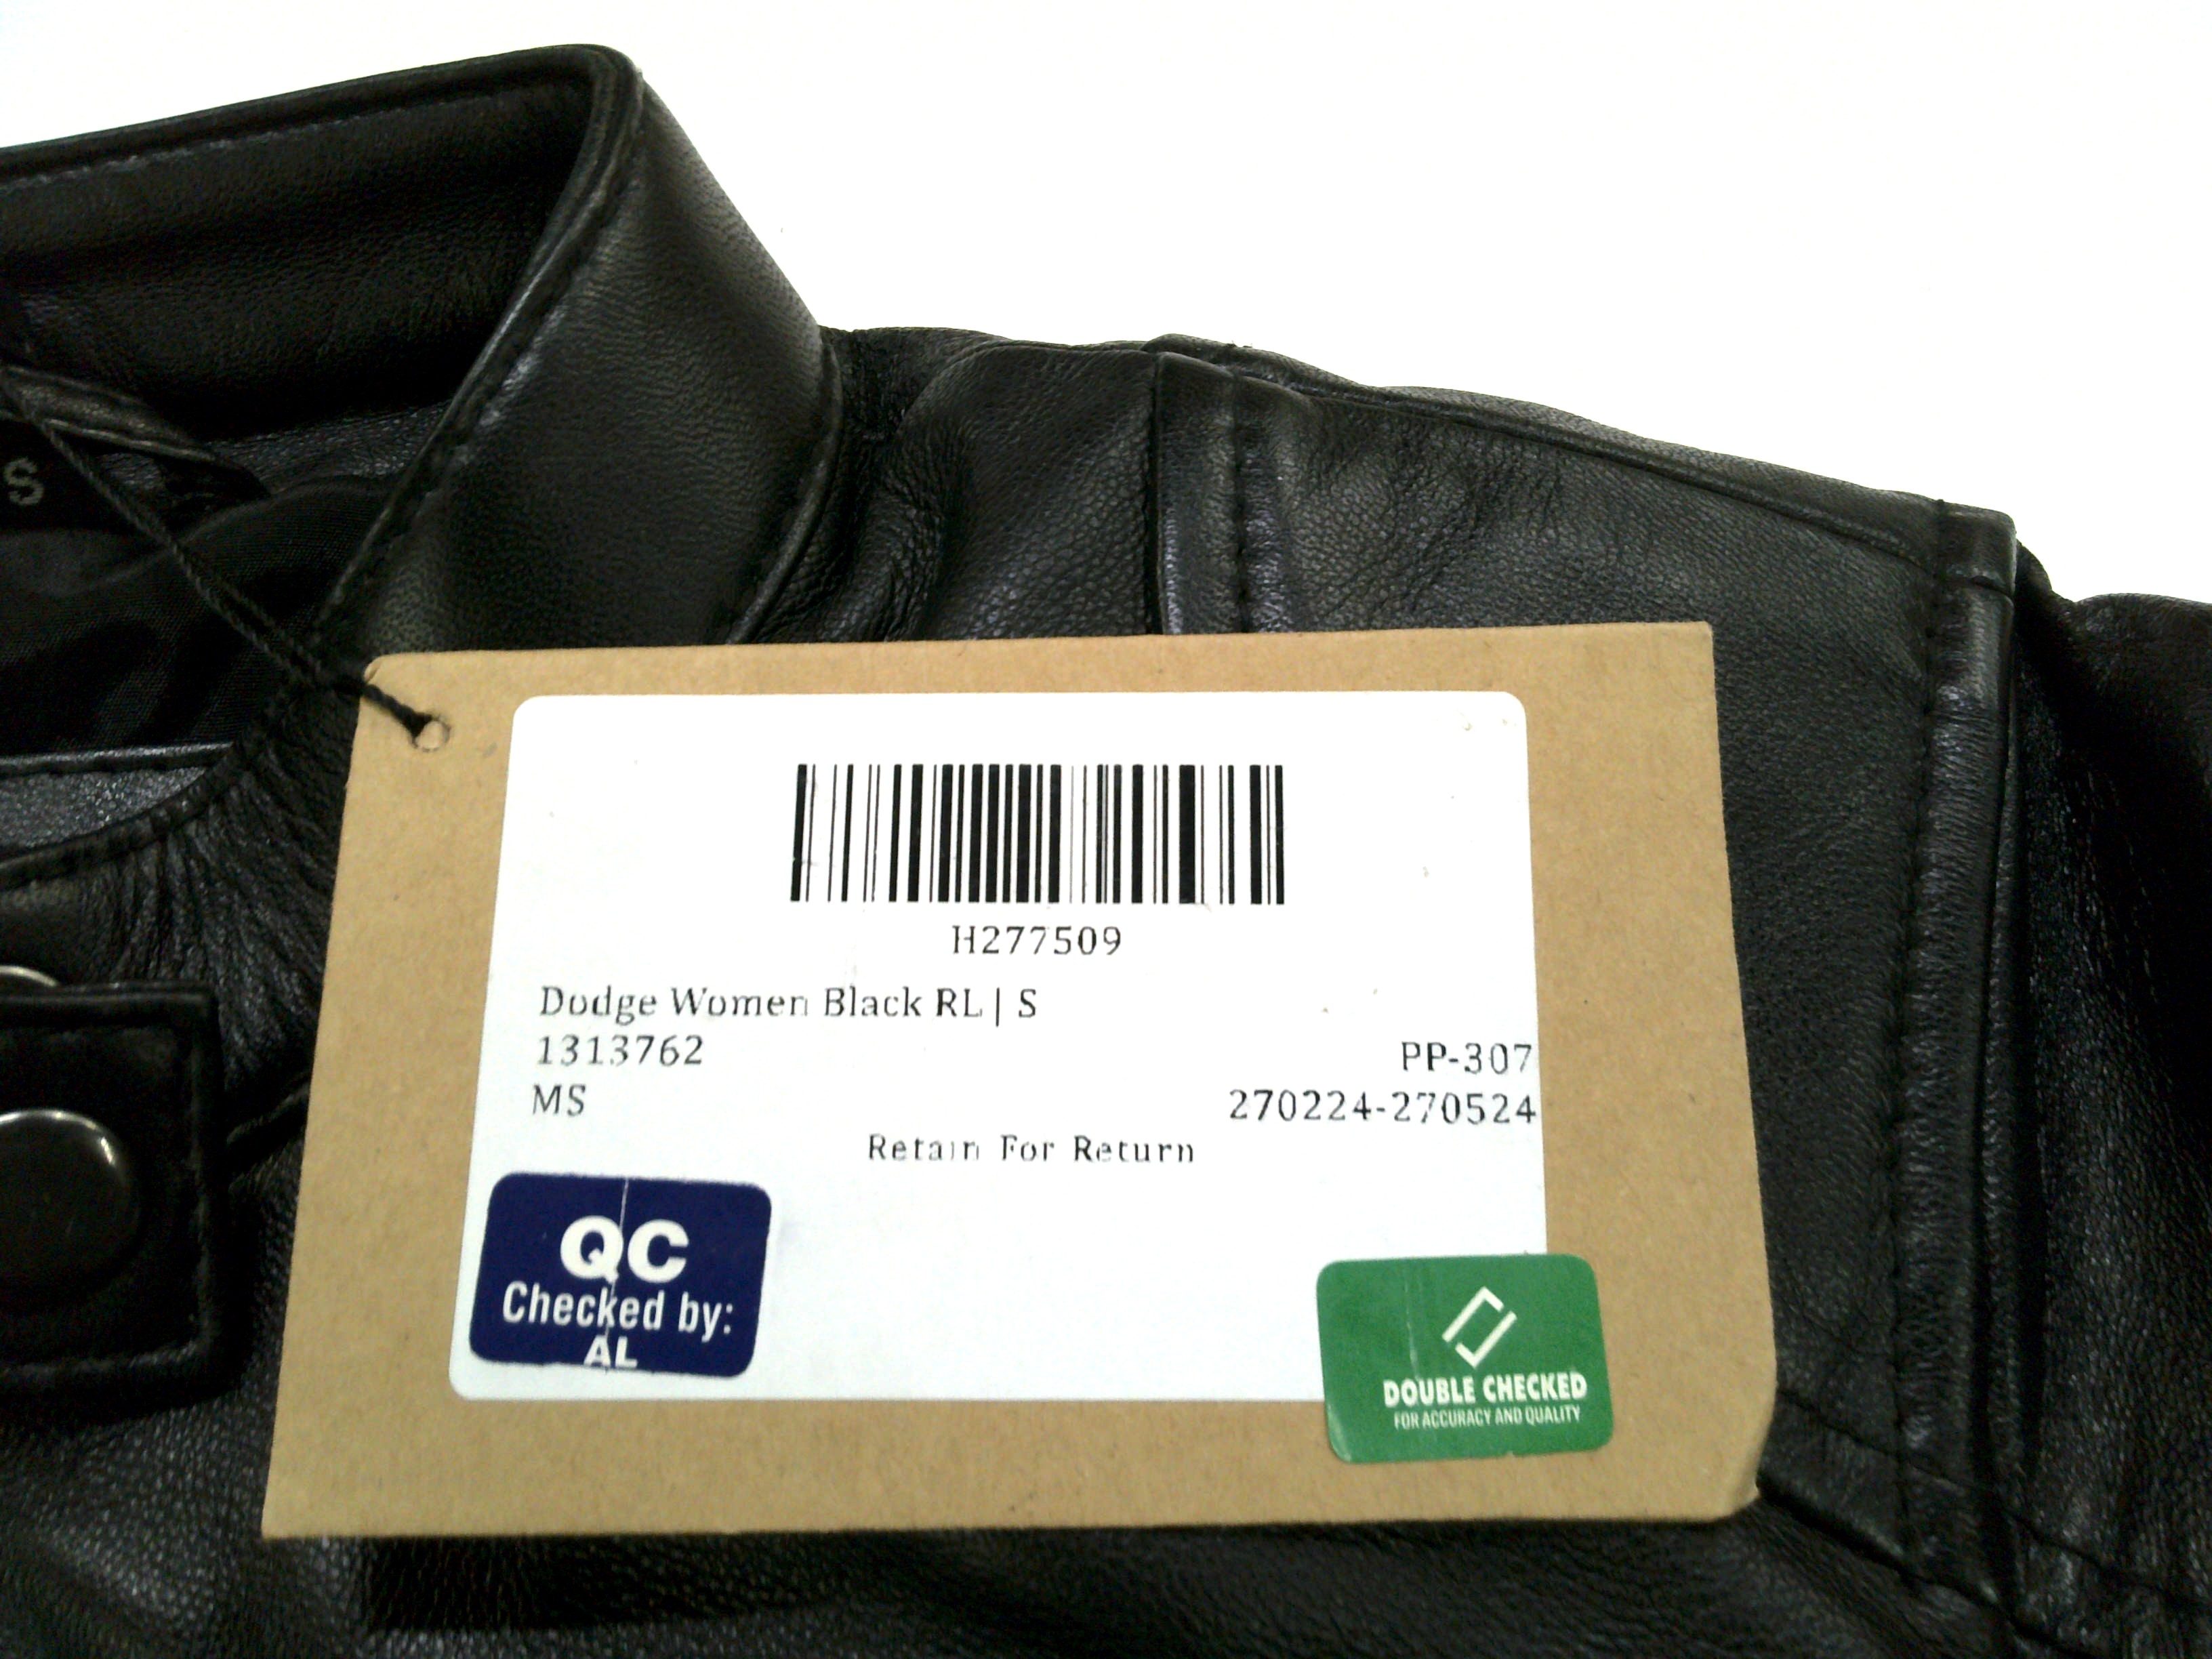 S
H277509
Dodge Women Black RL | S
1313762
PP-307
MS
270224-270524
Retain For Return
QC
Checked by:
AL
DOUBLE CHECKED
FOR ACCURACY AND QUALITY